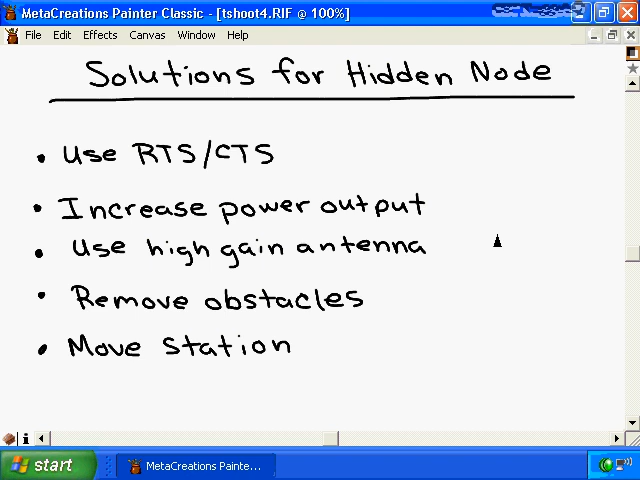 MetaCreations Painter Classic - [tshoot4.RIF @ 100%]
File Edit Effects Canvas Window Help
Solutions for Hidden Node
• Use RTS/CTS
• Increase power output
• Use high gain antenna
• Remove obstacles
• Move Station
start MetaCreations Painte...